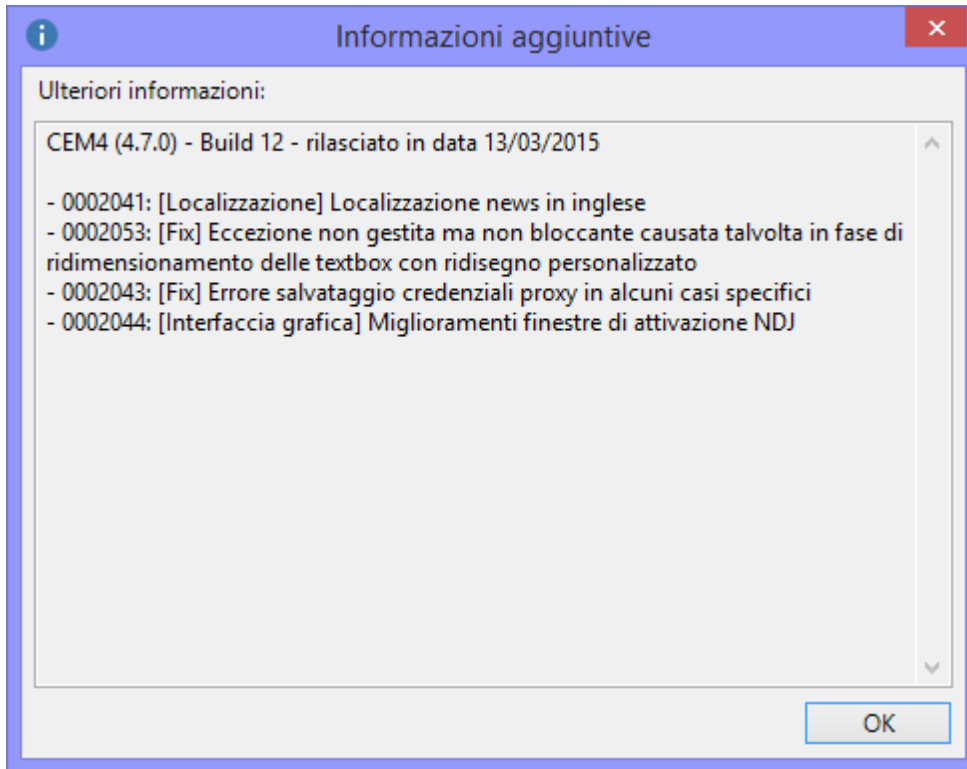 Informazioni aggiuntive
Ulteriori informazioni:
CEM4 (4.7.0) - Build 12 - rilasciato in data 13/03/2015
- 0002041: [Localizzazione] Localizzazione news in inglese
- 0002053: [Fix] Eccezione non gestita ma non bloccante causata talvolta in fase di
ridimensionamento delle textbox con ridisegno personalizzato
- 0002043: [Fix] Errore salvataggio credenziali proxy in alcuni casi specifici
- 0002044: [Interfaccia grafica] Miglioramenti finestre di attivazione NDJ
OK